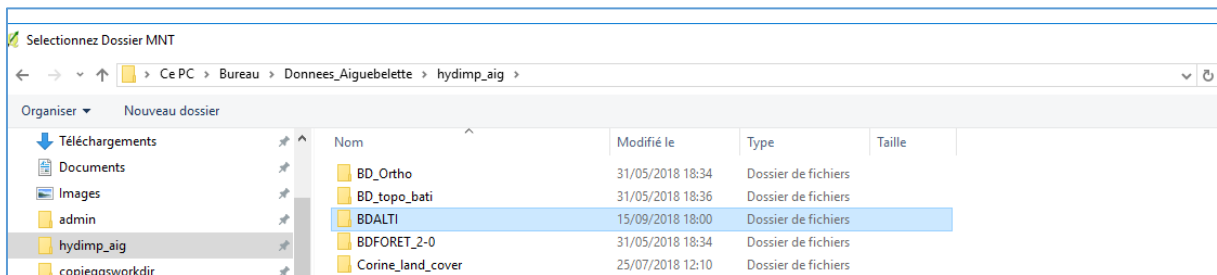 Selectionnez Dossier MNT
Ce PC > Bureau > Donnees_Aiguebelette > hydimp_aig >
Organiser Nouveau dossier
Téléchargements Nom Modifié le Type Taille
Documents BD_Ortho 31/05/2018 18:34 Dossier de fichiers
Images BD_topo_bati 31/05/2018 18:36 Dossier de fichiers
admin BDALTI 15/09/2018 18:00 Dossier de fichiers
hydimp_aig BDFORET_2-0 31/05/2018 18:34 Dossier de fichiers
copieggsworkdir Corine_land_cover 25/07/2018 12:10 Dossier de fichiers